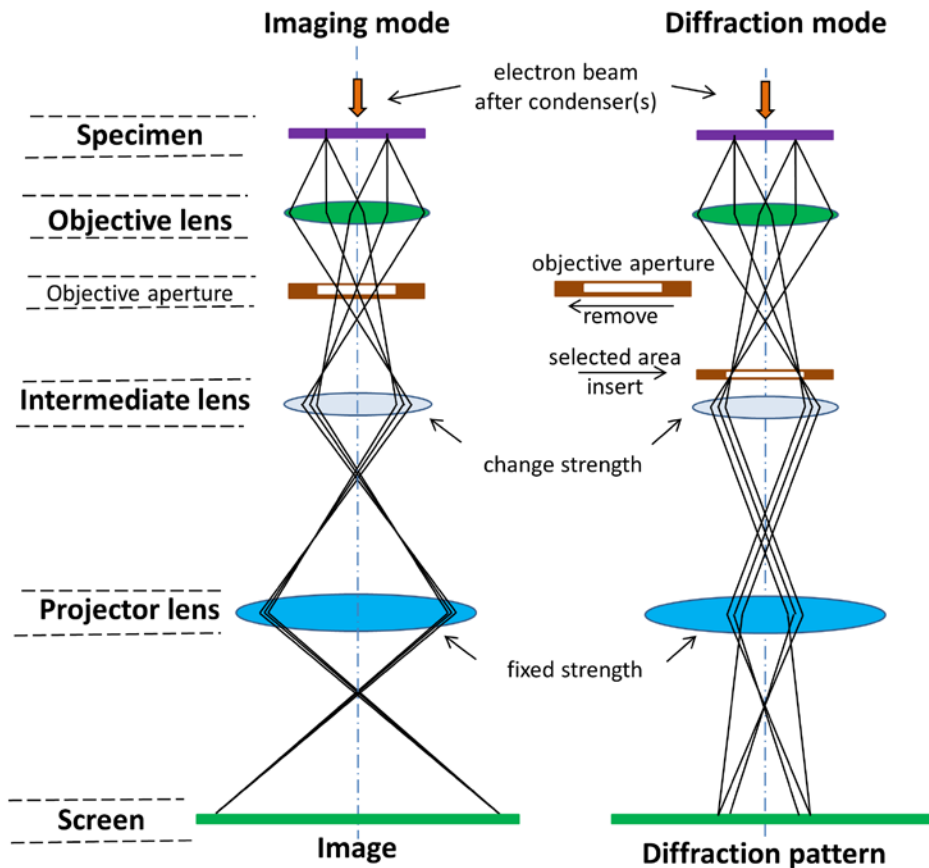 Imaging mode
Diffraction mode
electron beam
after condenser(s)
Specimen
Objective lens
objective aperture
Objective aperture
remove
selected area
insert
Intermediate lens
change strength
Projector lens
fixed strength
Screen
Image
Diffraction pattern